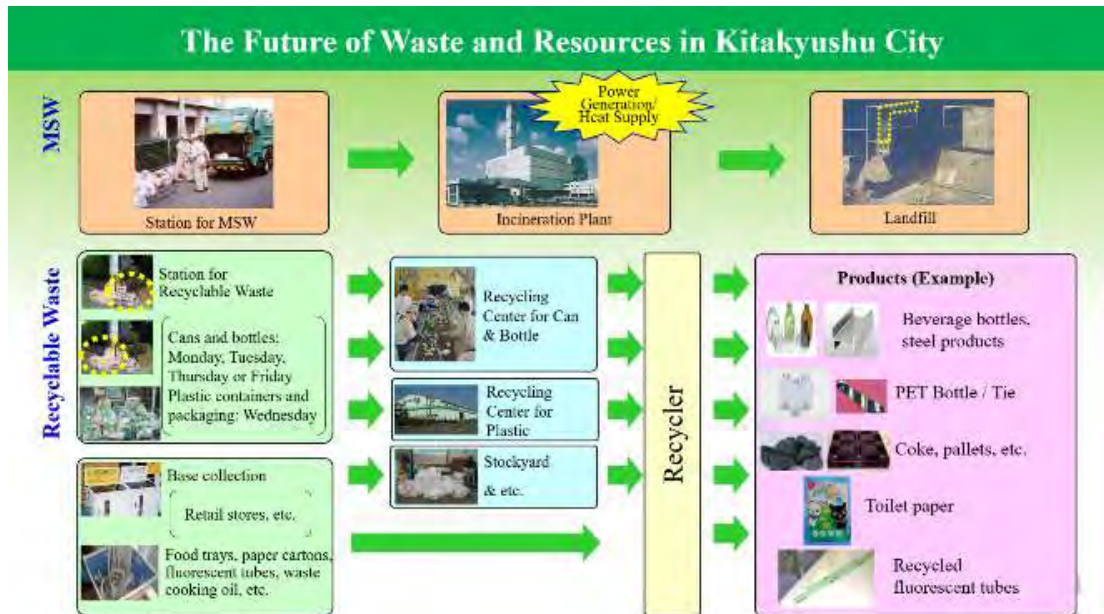 The Future of Waste and Resources in Kitakyushu City
MSW
Station for MSW
Power
Generation/
Heat Supply
Incineration Plant
Landfill
Recyclable Waste
Station for
Recyclable Waste
Cans and bottles:
Monday, Tuesday,
Thursday or Friday
Plastic containers and
packaging: Wednesday
Base collection
Retail stores, etc.
Food trays, paper cartons,
fluorescent tubes, waste
cooking oil, etc.
Recycling
Center for Can
& Bottle
Recycling
Center for
Plastic
Stockyard
& etc.
Recycler
Products (Example)
Beverage bottles,
steel products
PET Bottle / Tie
Coke, pallets, etc.
Toilet paper
Recycled
fluorescent tubes